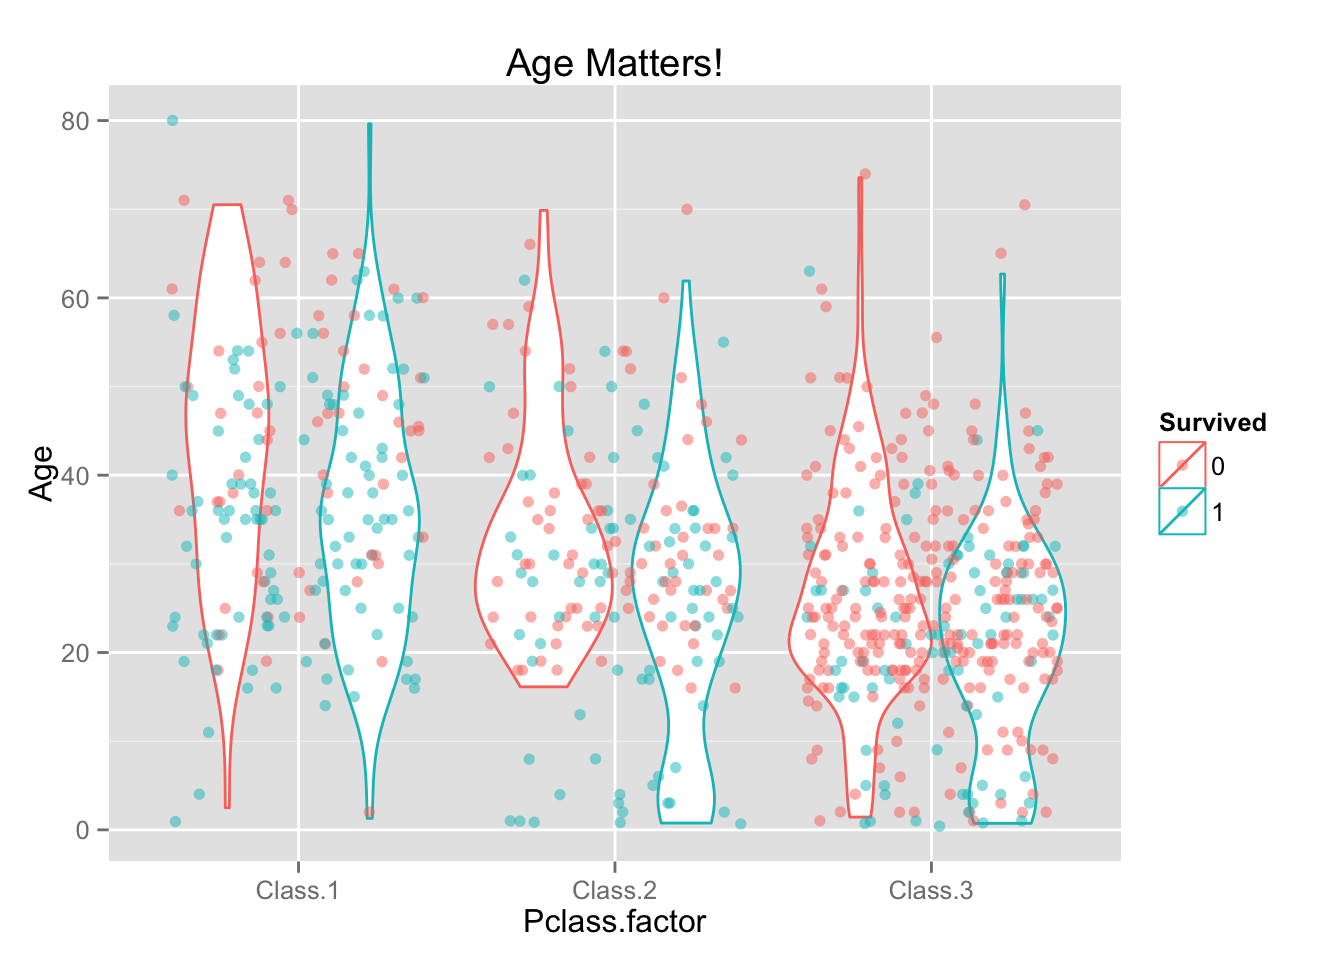 Age Matters!
80
60
40
20
0
Age
Class.1
Class.2
Class.3
Pclass.factor
Survived
0
1